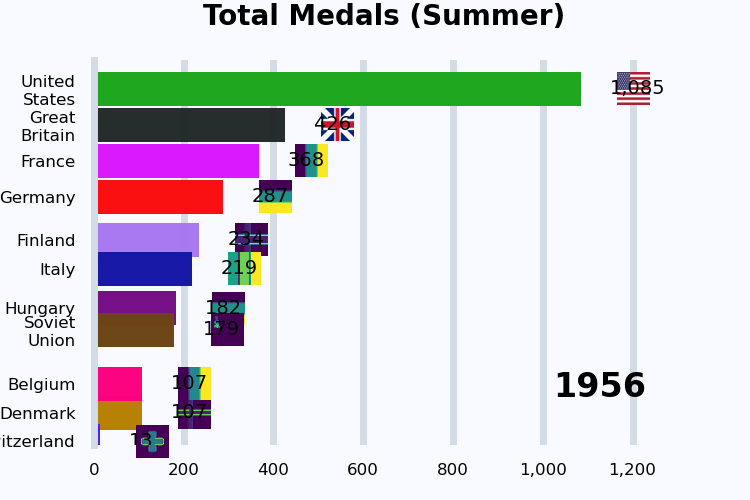 Total Medals (Summer)
United
States
1,085
Great
Britain
426
France
368
Germany
287
Finland
234
Italy
219
Hungary
182
Soviet
Union
179
Belgium
107
Denmark
107
itzerland
13
1956
0
200
400
600
800
1,000
1,200